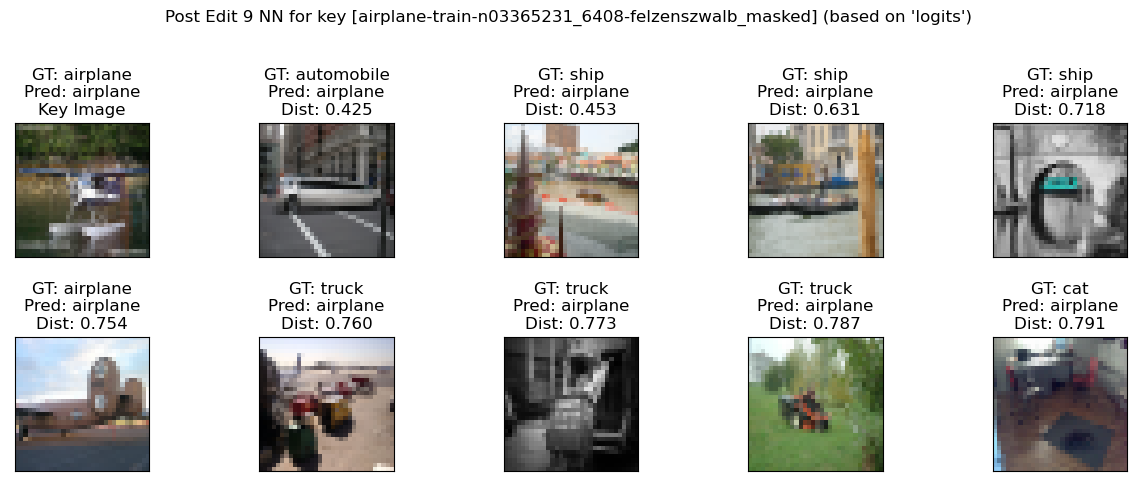 Post Edit 9 NN for key [airplane-train-n03365231_6408-felzenszwalb_masked] (based on 'logits')
GT: airplane
Pred: airplane
Key Image
GT: automobile
Pred: airplane
Dist: 0.425
GT: ship
Pred: airplane
Dist: 0.453
GT: ship
Pred: airplane
Dist: 0.631
GT: ship
Pred: airplane
Dist: 0.718
GT: airplane
Pred: airplane
Dist: 0.754
GT: truck
Pred: airplane
Dist: 0.760
GT: truck
Pred: airplane
Dist: 0.773
GT: truck
Pred: airplane
Dist: 0.787
GT: cat
Pred: airplane
Dist: 0.791